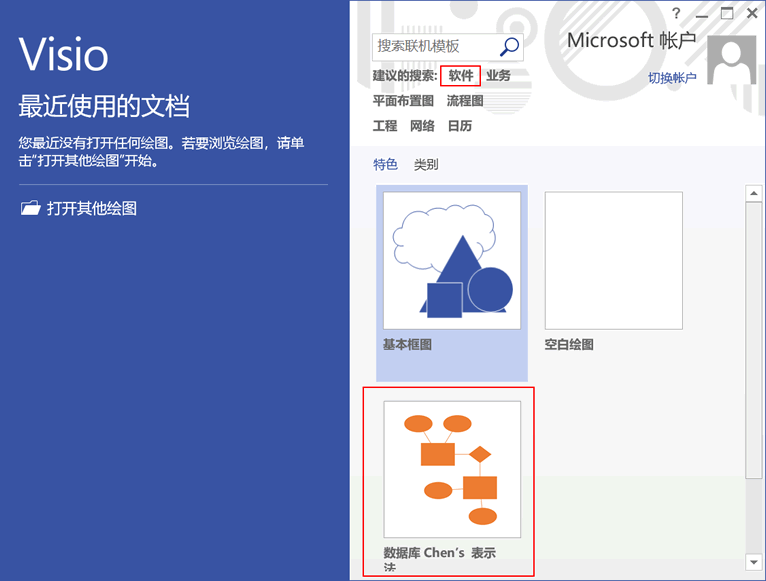 Visio
最近使用的文档
您最近没有打开任何绘图。若要浏览绘图，请单
击"打开其他绘图"开始。
打开其他绘图
?
Microsoft 帐户
切换帐户
搜索联机模板
建议的搜索: 软件 业务
平面布置图 流程图
工程 网络 日历
特色 类别
基本框图
空白绘图
数据库 Chen's 表示
法